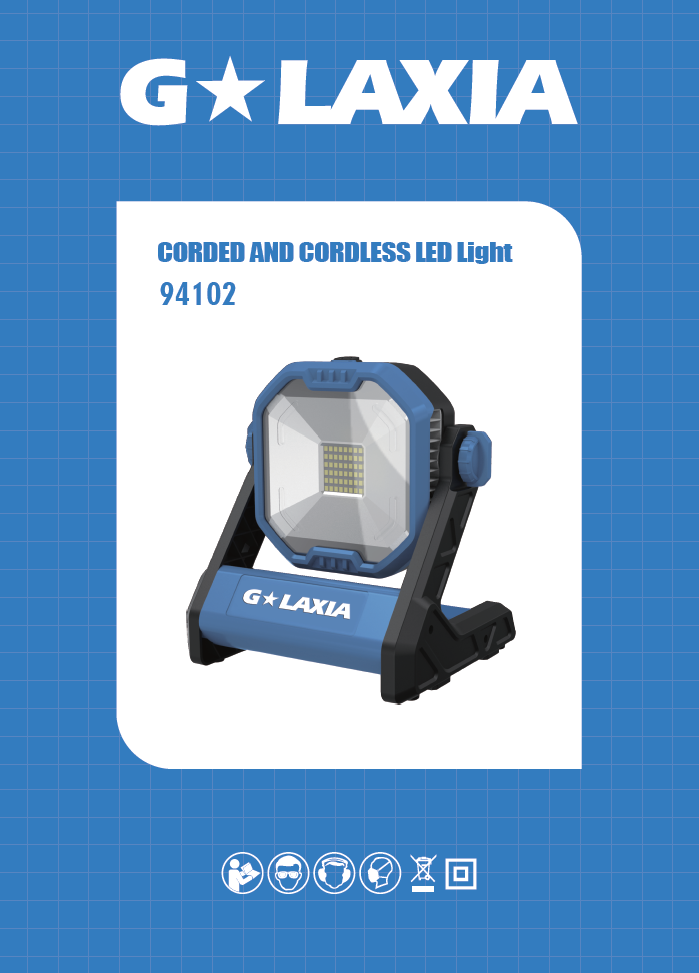 G★LAXIA
CORDED AND CORDLESS LED Light
94102
G★LAXIA